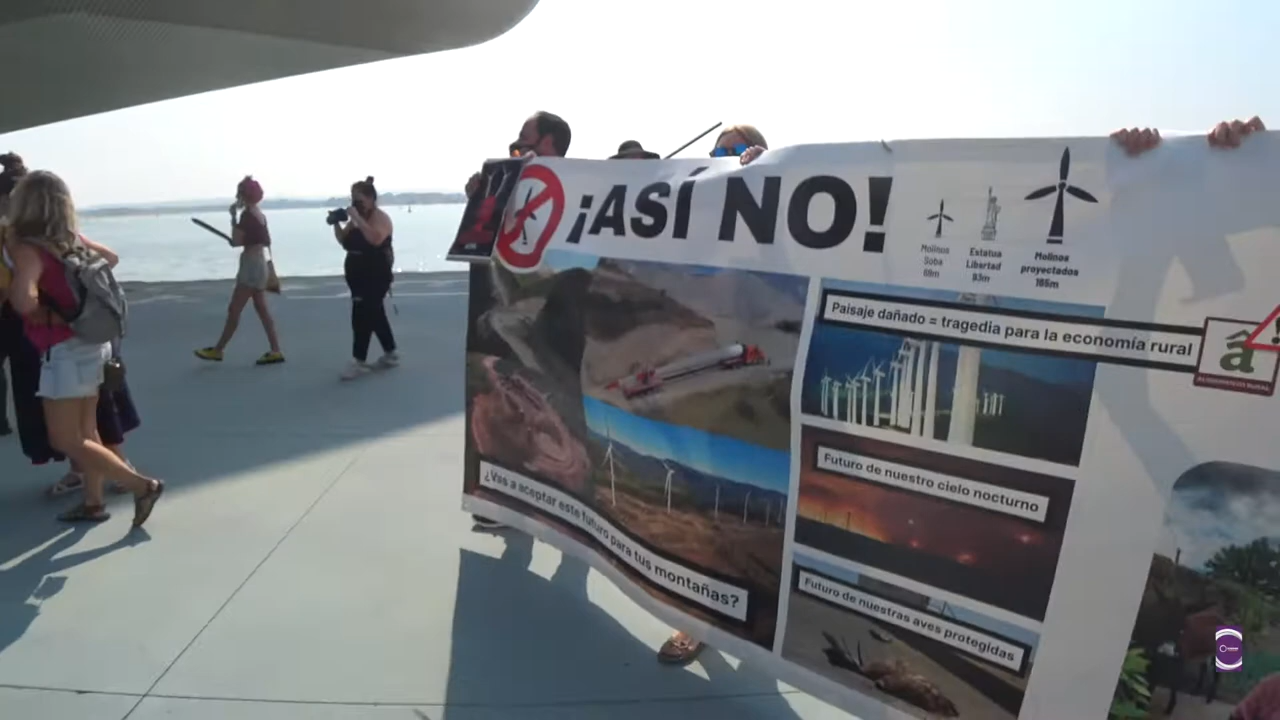 ¡ASÍ NO!
Molinos
Soba
69m
Estatua
Libertad
93m
Molinos
proyectados
185m
Paisaje dañado = tragedia para la economía rural
â
¿Vas a aceptar este futuro para tus montañas?
Futuro de nuestro cielo nocturno
Futuro de nuestras aves protegidas